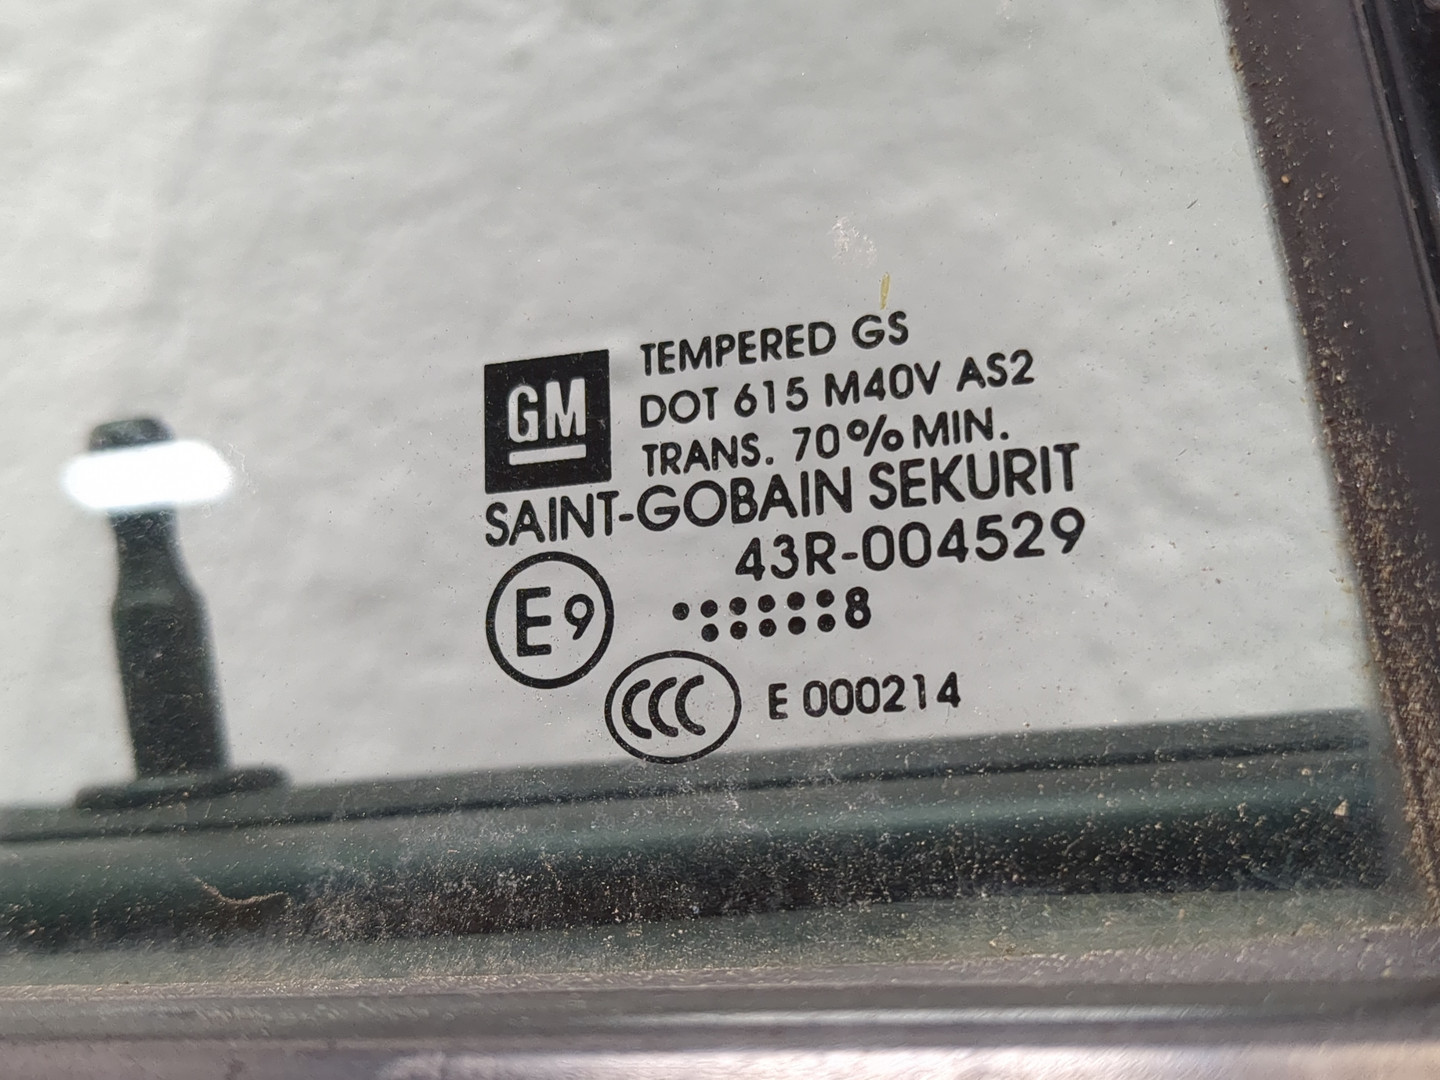 GM
TEMPERED GS
DOT 615 M40V AS2
TRANS. 70% MIN.
SAINT-GOBAIN SEKURIT
43R-004529
E9
8
CCC
E 000214